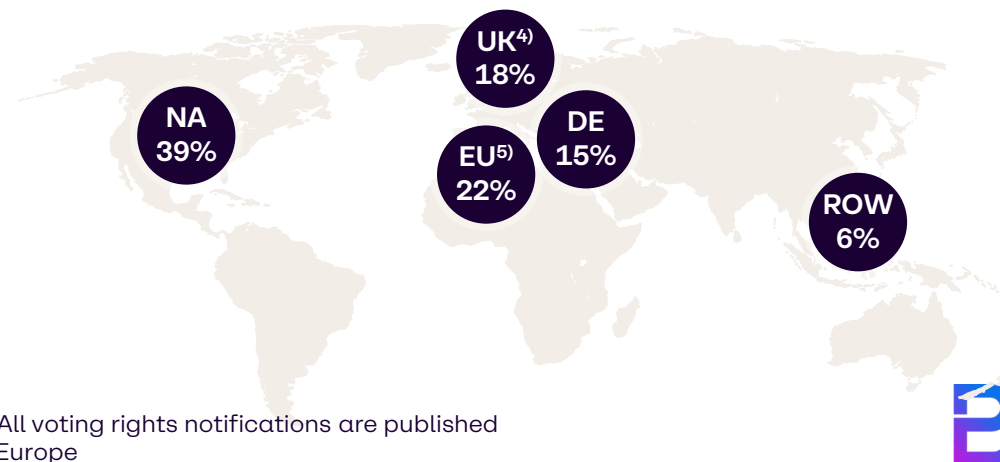 UK4)
18%
NA
39%
DE
15%
EU5)
22%
ROW
6%
All voting rights notifications are published
Europe